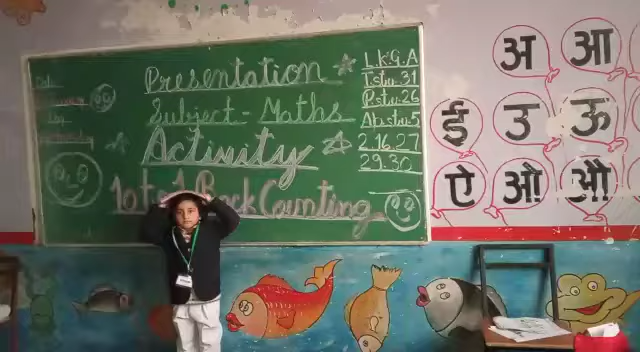 Presentation
Subject - Maths
Activity
10 to 1 Back Counting
L.K.G.A
T.stu.31
P.stu.26
Ab.stu.5
2,16,27
29,30
अ आ
ई उ ऊ
ऐ ओ औ